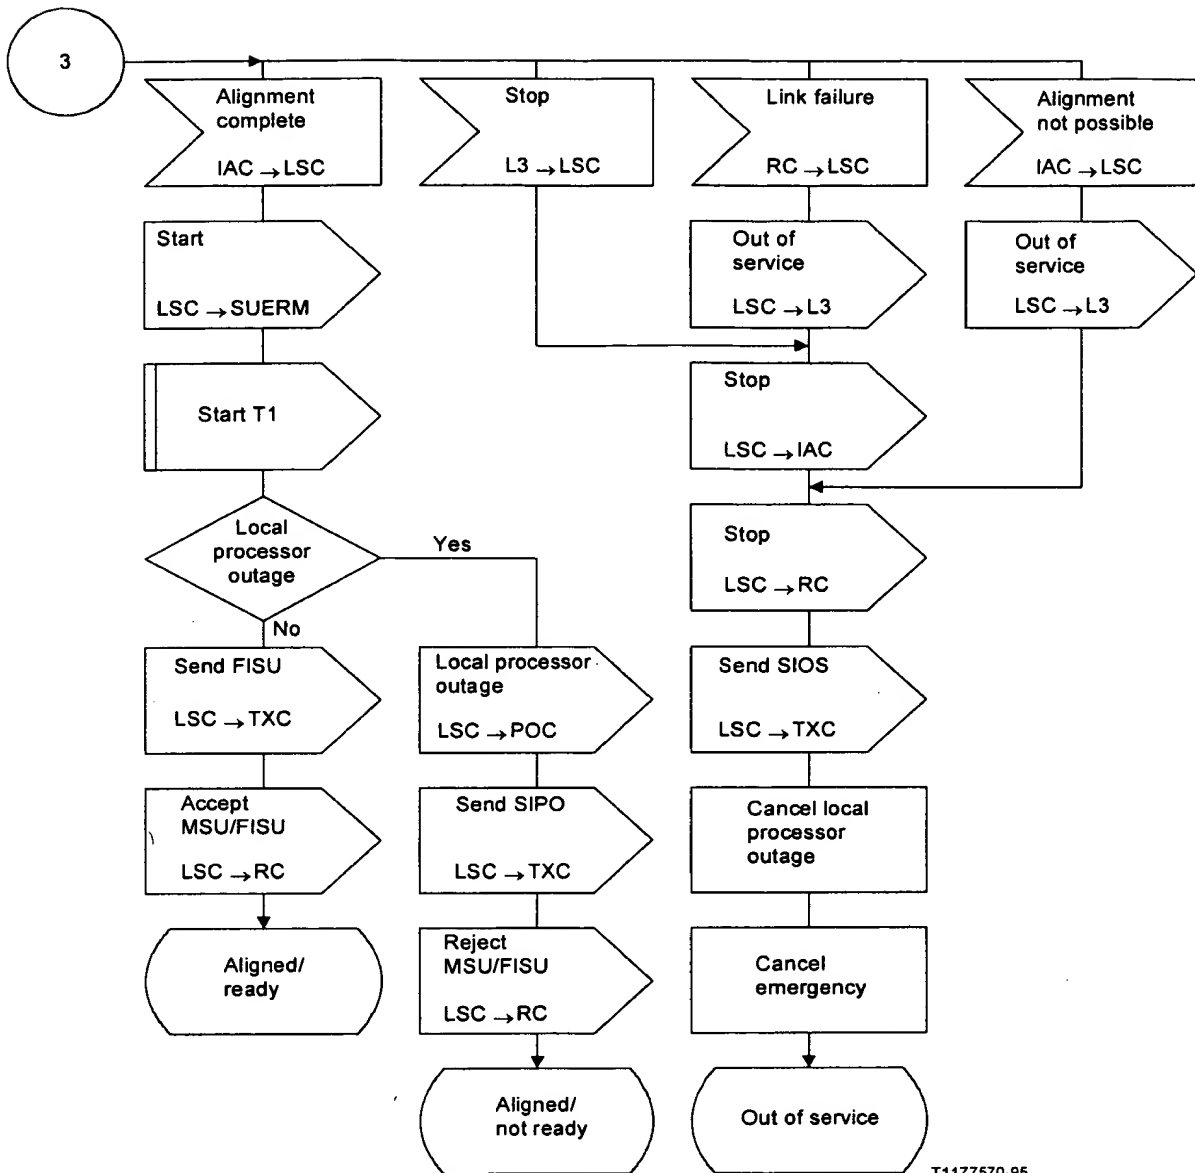 3
Alignment
complete
IAC → LSC
Stop
L3 → LSC
Link failure
RC → LSC
Alignment
not possible
IAC → LSC
Start
LSC → SUERM
Out of
service
LSC → L3
Out of
service
LSC → L3
Start T1
Stop
LSC → IAC
Local
processor
outage
Yes
No
Stop
LSC → RC
Send FISU
LSC → TXC
Local processor
outage
LSC → POC
Send SIOS
LSC → TXC
Accept
MSU/FISU
LSC → RC
Send SIPO
LSC → TXC
Cancel local
processor
outage
Aligned/
ready
Reject
MSU/FISU
LSC → RC
Cancel
emergency
Aligned/
not ready
Out of service
T1177570-95